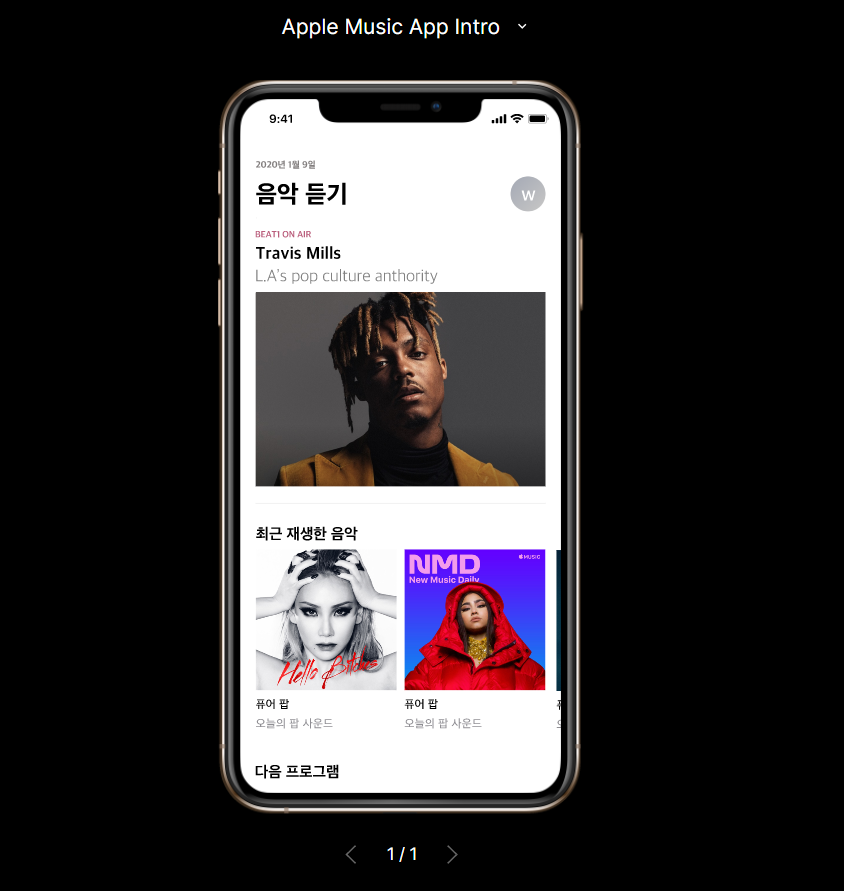 Apple Music App Intro
9:41
2020년 1월 9일
음악 듣기
W
BEAT1 ON AIR
Travis Mills
L.A's pop culture anthority
최근 재생한 음악
Hello Bitches
NMD
MUSIC
New Music Daily
퓨어 팝
퓨어 팝
오늘의 팝 사운드
오늘의 팝 사운드
다음 프로그램
1 / 1